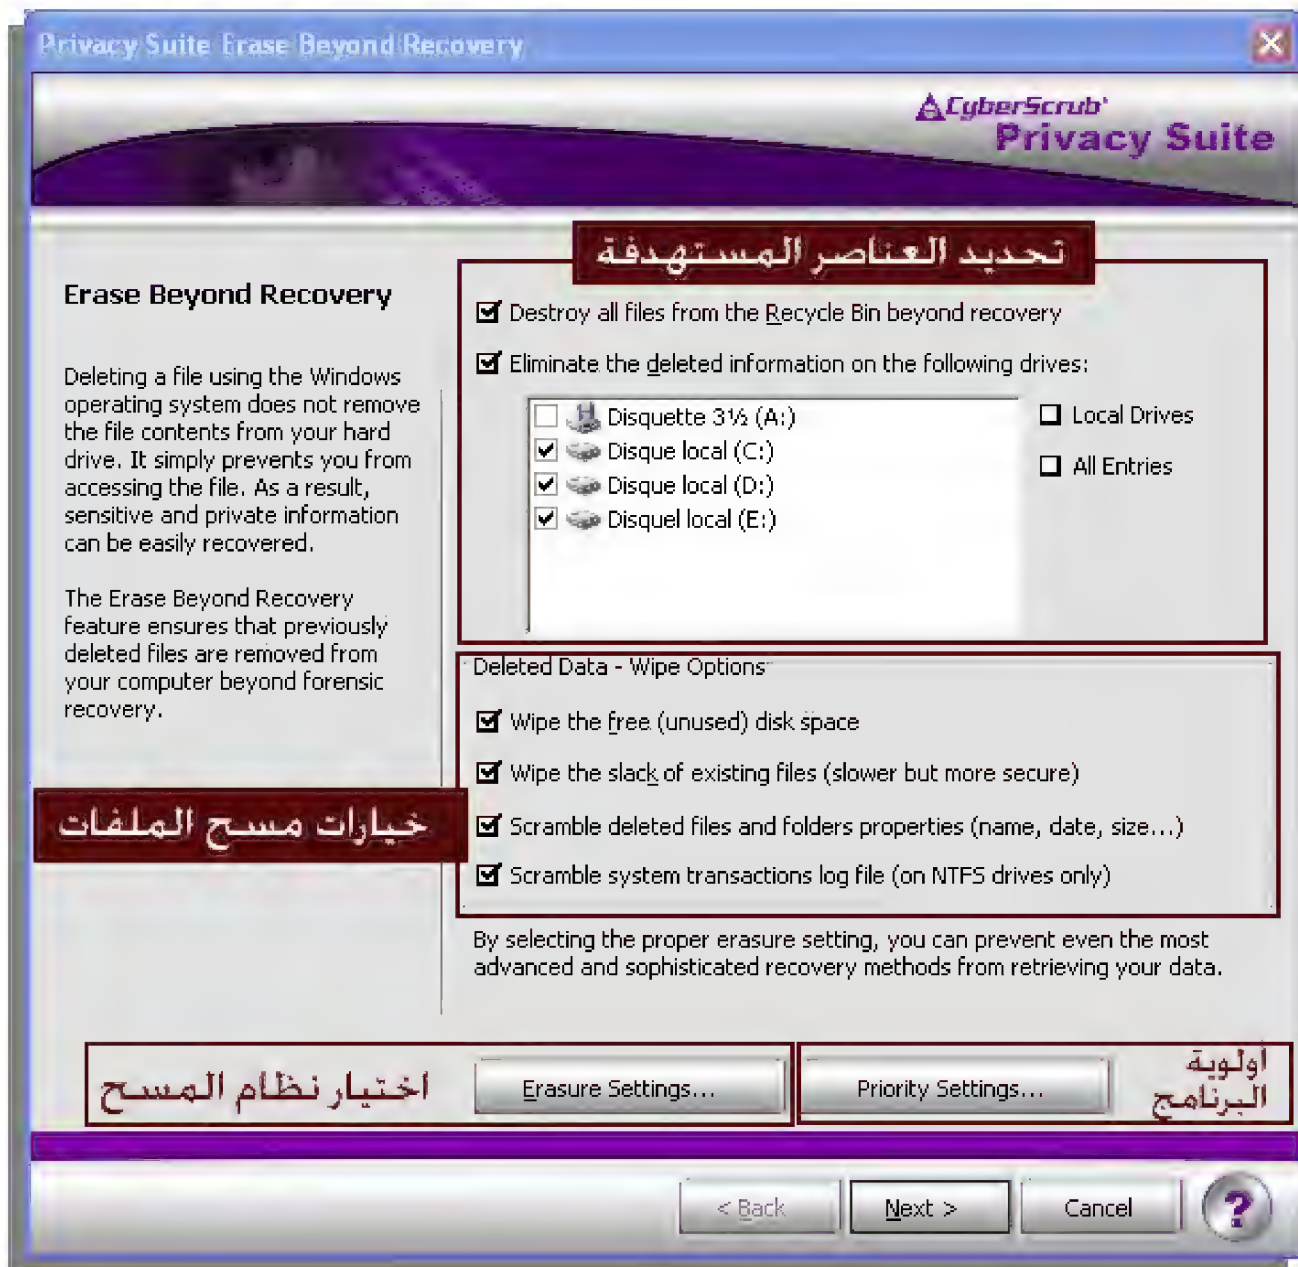 Privacy Suite Erase Beyond Recovery
CyberScrub
Privacy Suite
تحديد العناصر المستهدفة
Erase Beyond Recovery
Deleting a file using the Windows
operating system does not remove
the file contents from your hard
drive. It simply prevents you from
accessing the file. As a result,
sensitive and private information
can be easily recovered.
The Erase Beyond Recovery
feature ensures that previously
deleted files are removed from
your computer beyond forensic
recovery.
Destroy all files from the Recycle Bin beyond recovery
Eliminate the deleted information on the following drives:
Disquette 3½ (A:)
Disque local (C:)
Disque local (D:)
Disquel local (E:)
Local Drives
All Entries
Deleted Data - Wipe Options
Wipe the free (unused) disk space
Wipe the slack of existing files (slower but more secure)
Scramble deleted files and folders properties (name, date, size...)
Scramble system transactions log file (on NTFS drives only)
خيارات مسح الملفات
By selecting the proper erasure setting, you can prevent even the most
advanced and sophisticated recovery methods from retrieving your data.
اختيار نظام المسح
Erasure Settings...
Priority Settings...
أولوية
البرنامج
< Back
Next >
Cancel
?